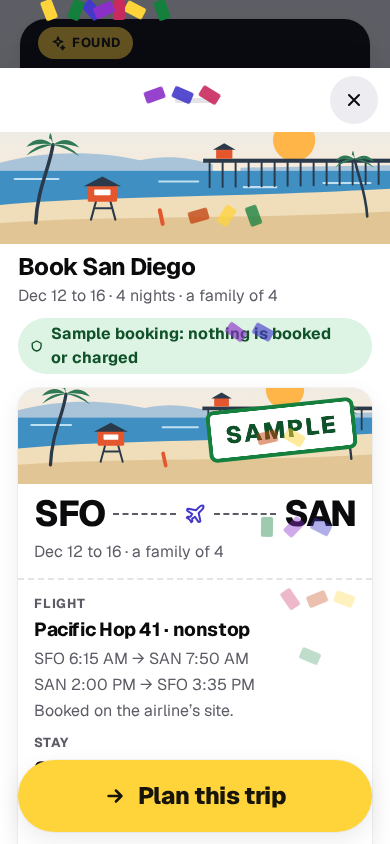 FOUND
Book San Diego
Dec 12 to 16 · 4 nights · a family of 4
Sample booking: nothing is booked
or charged
SAMPLE
SFO SAN
Dec 12 to 16 · a family of 4
FLIGHT
Pacific Hop 41 · nonstop
SFO 6:15 AM → SAN 7:50 AM
SAN 2:00 PM → SFO 3:35 PM
Booked on the airline’s site.
STAY
→ Plan this trip